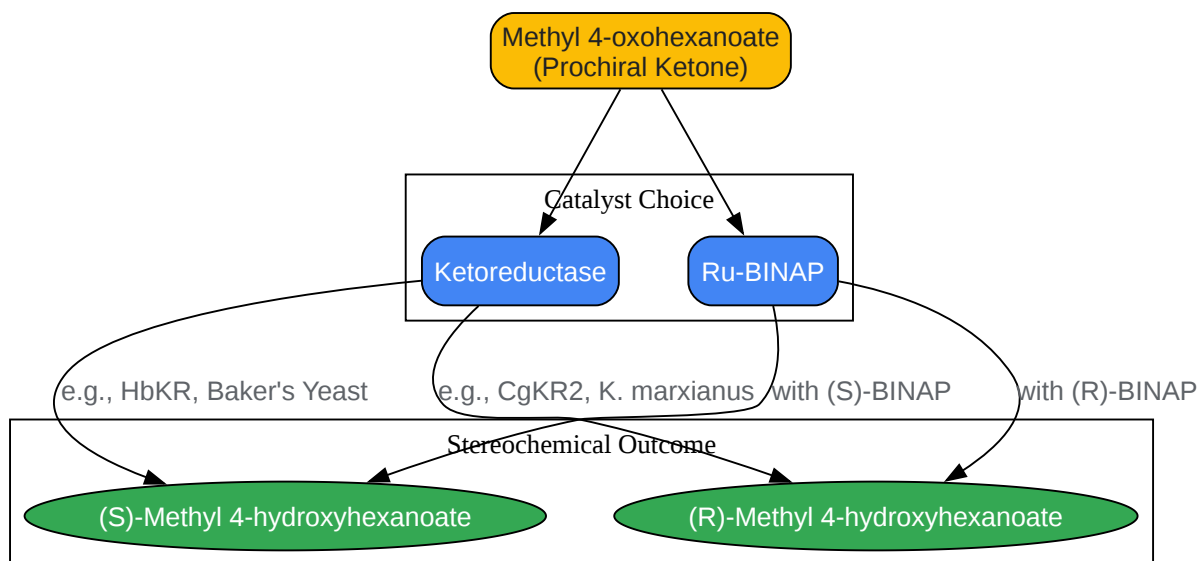 Methyl 4-oxohexanoate
(Prochiral Ketone)
Catalyst Choice
Ketoreductase
Ru-BINAP
e.g., HbKR, Baker's Yeast
e.g., CgKR2, K. marxianus
with (S)-BINAP
with (R)-BINAP
Stereochemical Outcome
(S)-Methyl 4-hydroxyhexanoate
(R)-Methyl 4-hydroxyhexanoate